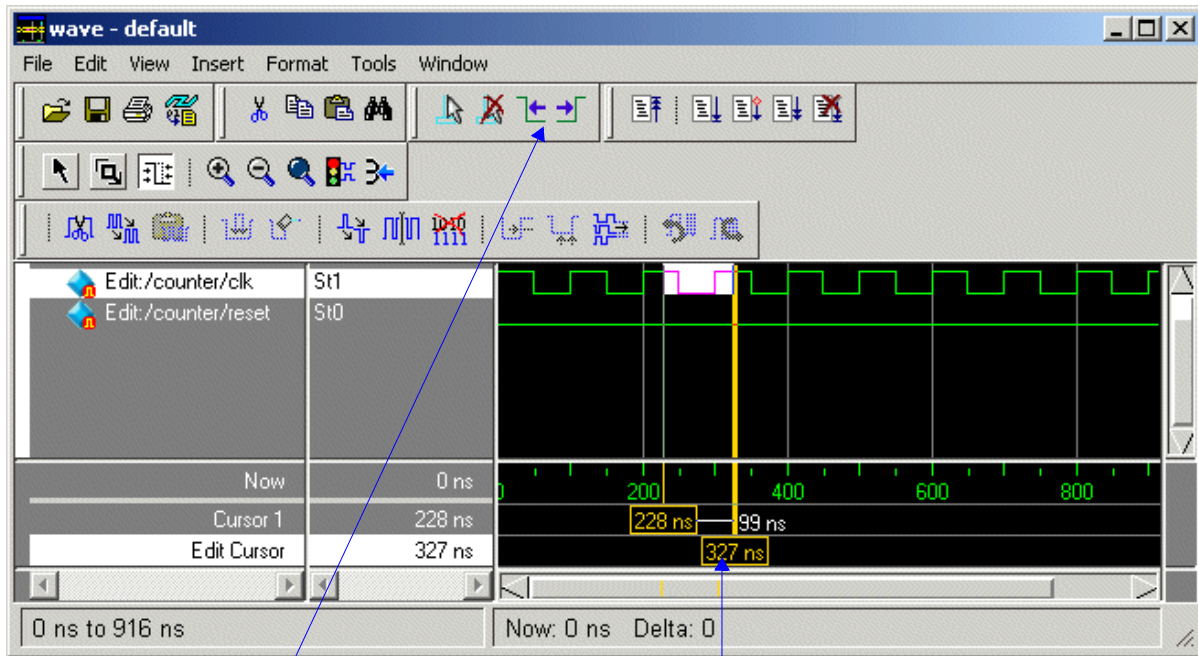 wave - default
File Edit View Insert Format Tools Window
Edit:/counter/clk St1
Edit:/counter/reset St0
Now 0 ns
0 200 400 600 800
Cursor 1 228 ns 228 ns 99 ns
Edit Cursor 327 ns 327 ns
0 ns to 916 ns Now: 0 ns Delta: 0